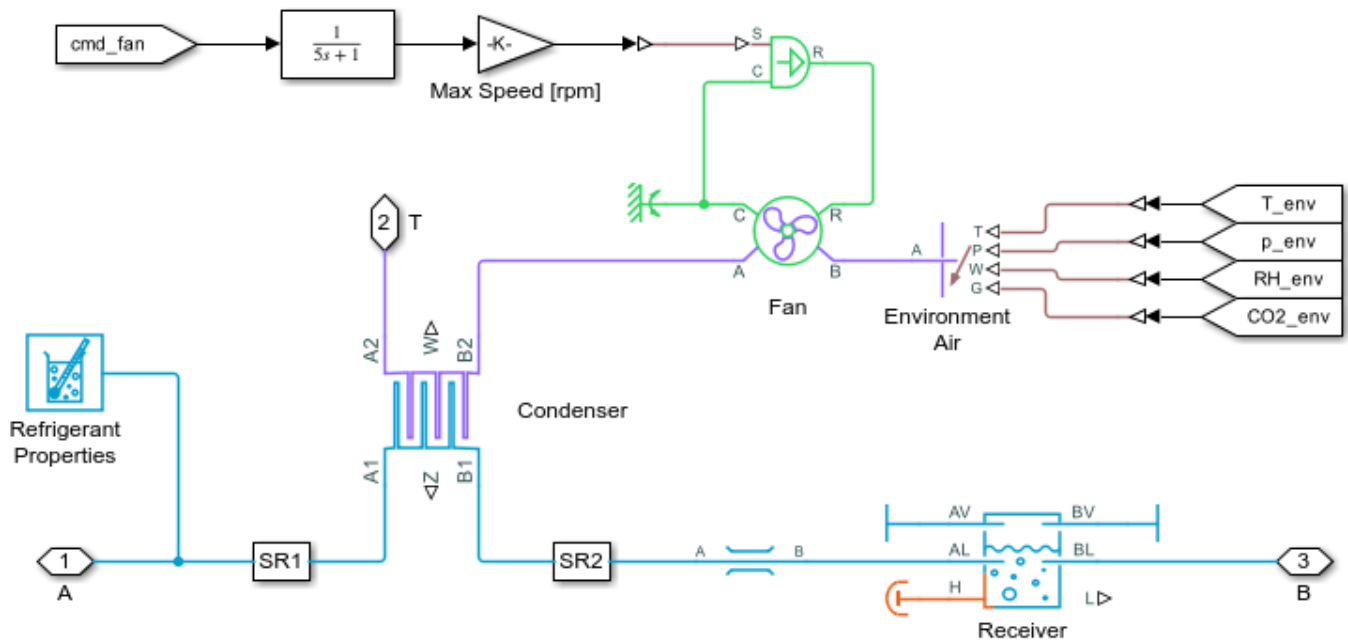 cmd_fan
1
5s + 1
-K-
Max Speed [rpm]
S
C
R
2
T
C
R
A
B
Fan
A
T
P
W
G
Environment
Air
T_env
p_env
RH_env
CO2_env
A2
W
B2
Condenser
A1
Z
B1
Refrigerant
Properties
1
A
SR1
SR2
A
B
AV
BV
AL
BL
H
L
Receiver
3
B